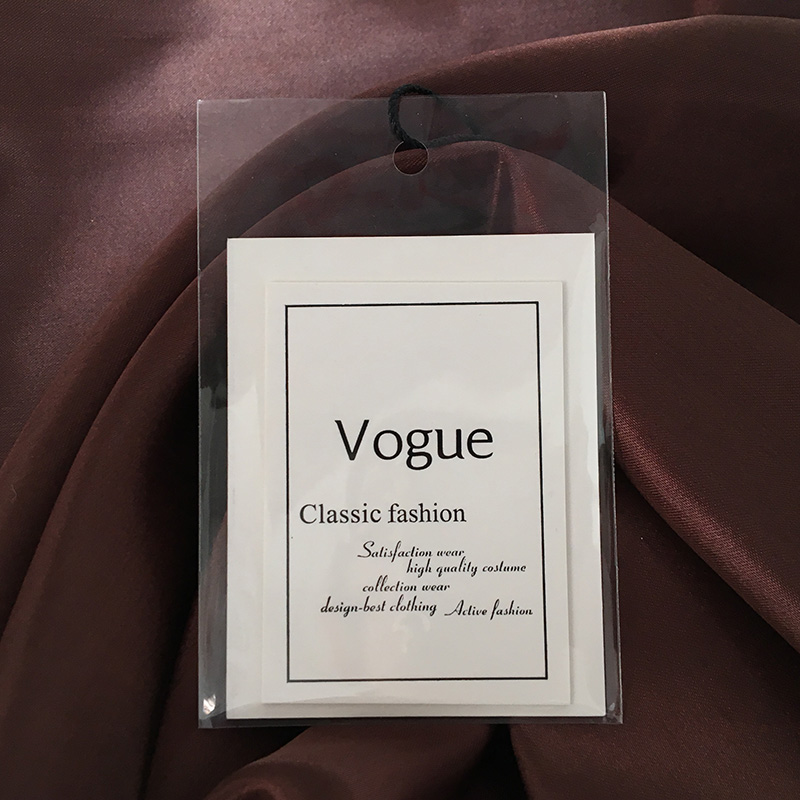 Vogue
Classic fashion
Satisfaction wear
high quality costume
collection wear
design-best clothing Active fashion